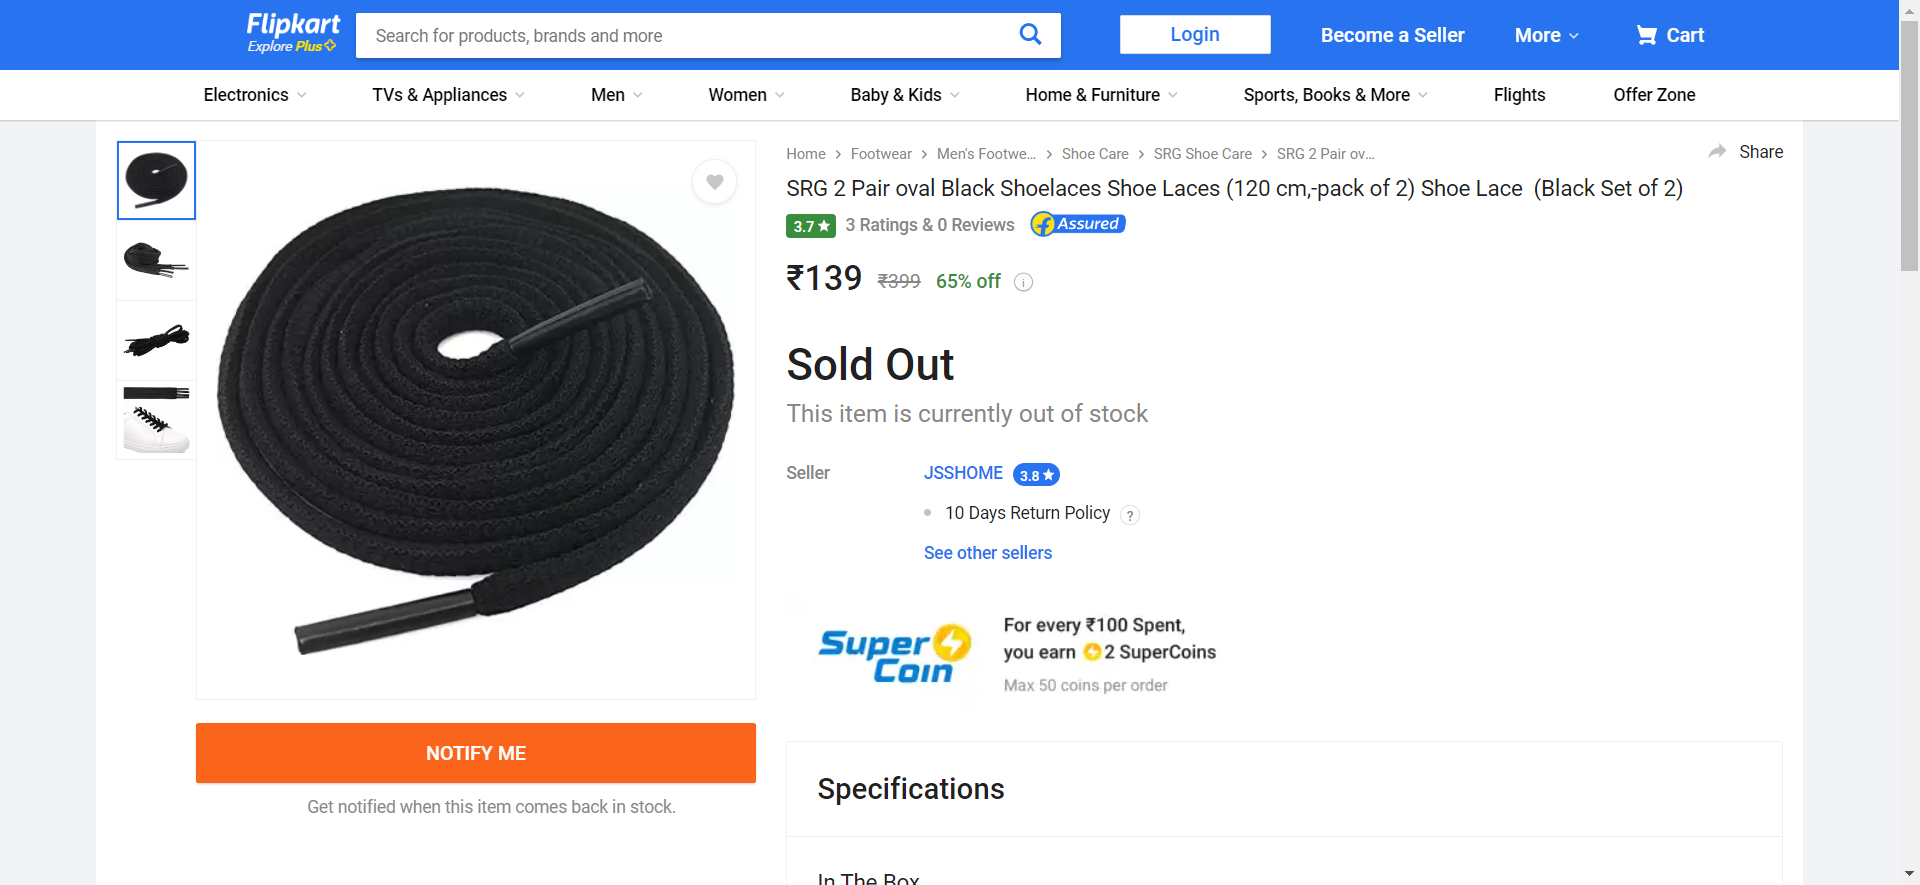 Flipkart
Explore Plus
Search for products, brands and more
Login
Become a Seller
More
Cart
Electronics
TVs & Appliances
Men
Women
Baby & Kids
Home & Furniture
Sports, Books & More
Flights
Offer Zone
Home
Footwear
Men's Footwe...
Shoe Care
SRG Shoe Care
SRG 2 Pair ov...
Share
SRG 2 Pair oval Black Shoelaces Shoe Laces (120 cm,-pack of 2) Shoe Lace (Black Set of 2)
3.7
3 Ratings & 0 Reviews
Assured
₹139 ₹399 65% off
Sold Out
This item is currently out of stock
Seller
JSSHOME 3.8
10 Days Return Policy ?
See other sellers
Super Coin
For every ₹100 Spent,
you earn 2 SuperCoins
Max 50 coins per order
NOTIFY ME
Get notified when this item comes back in stock.
Specifications
In The Box